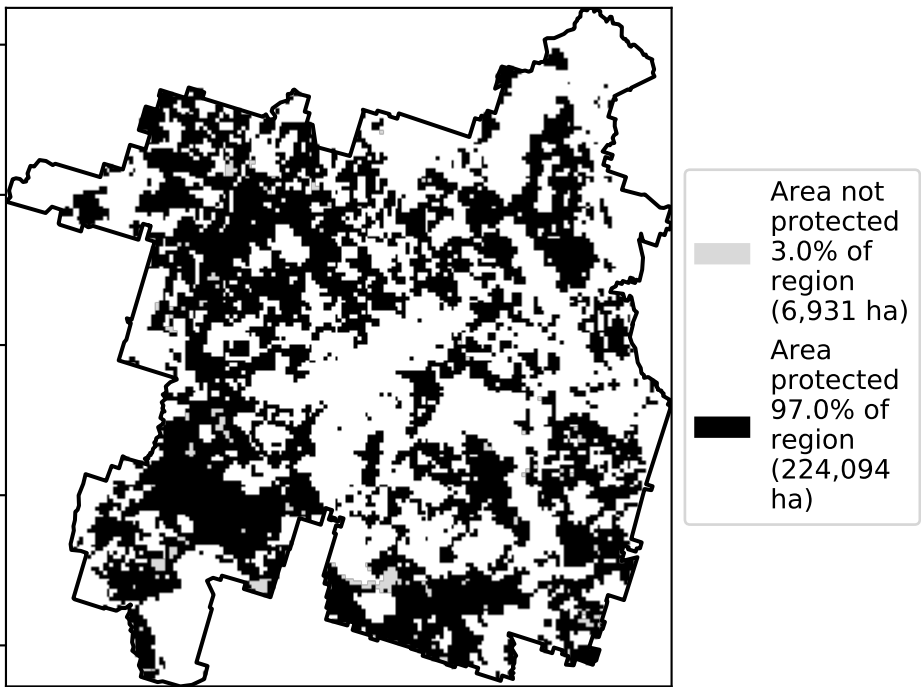 Area not
protected
3.0% of
region
(6,931 ha)
Area
protected
97.0% of
region
(224,094
ha)